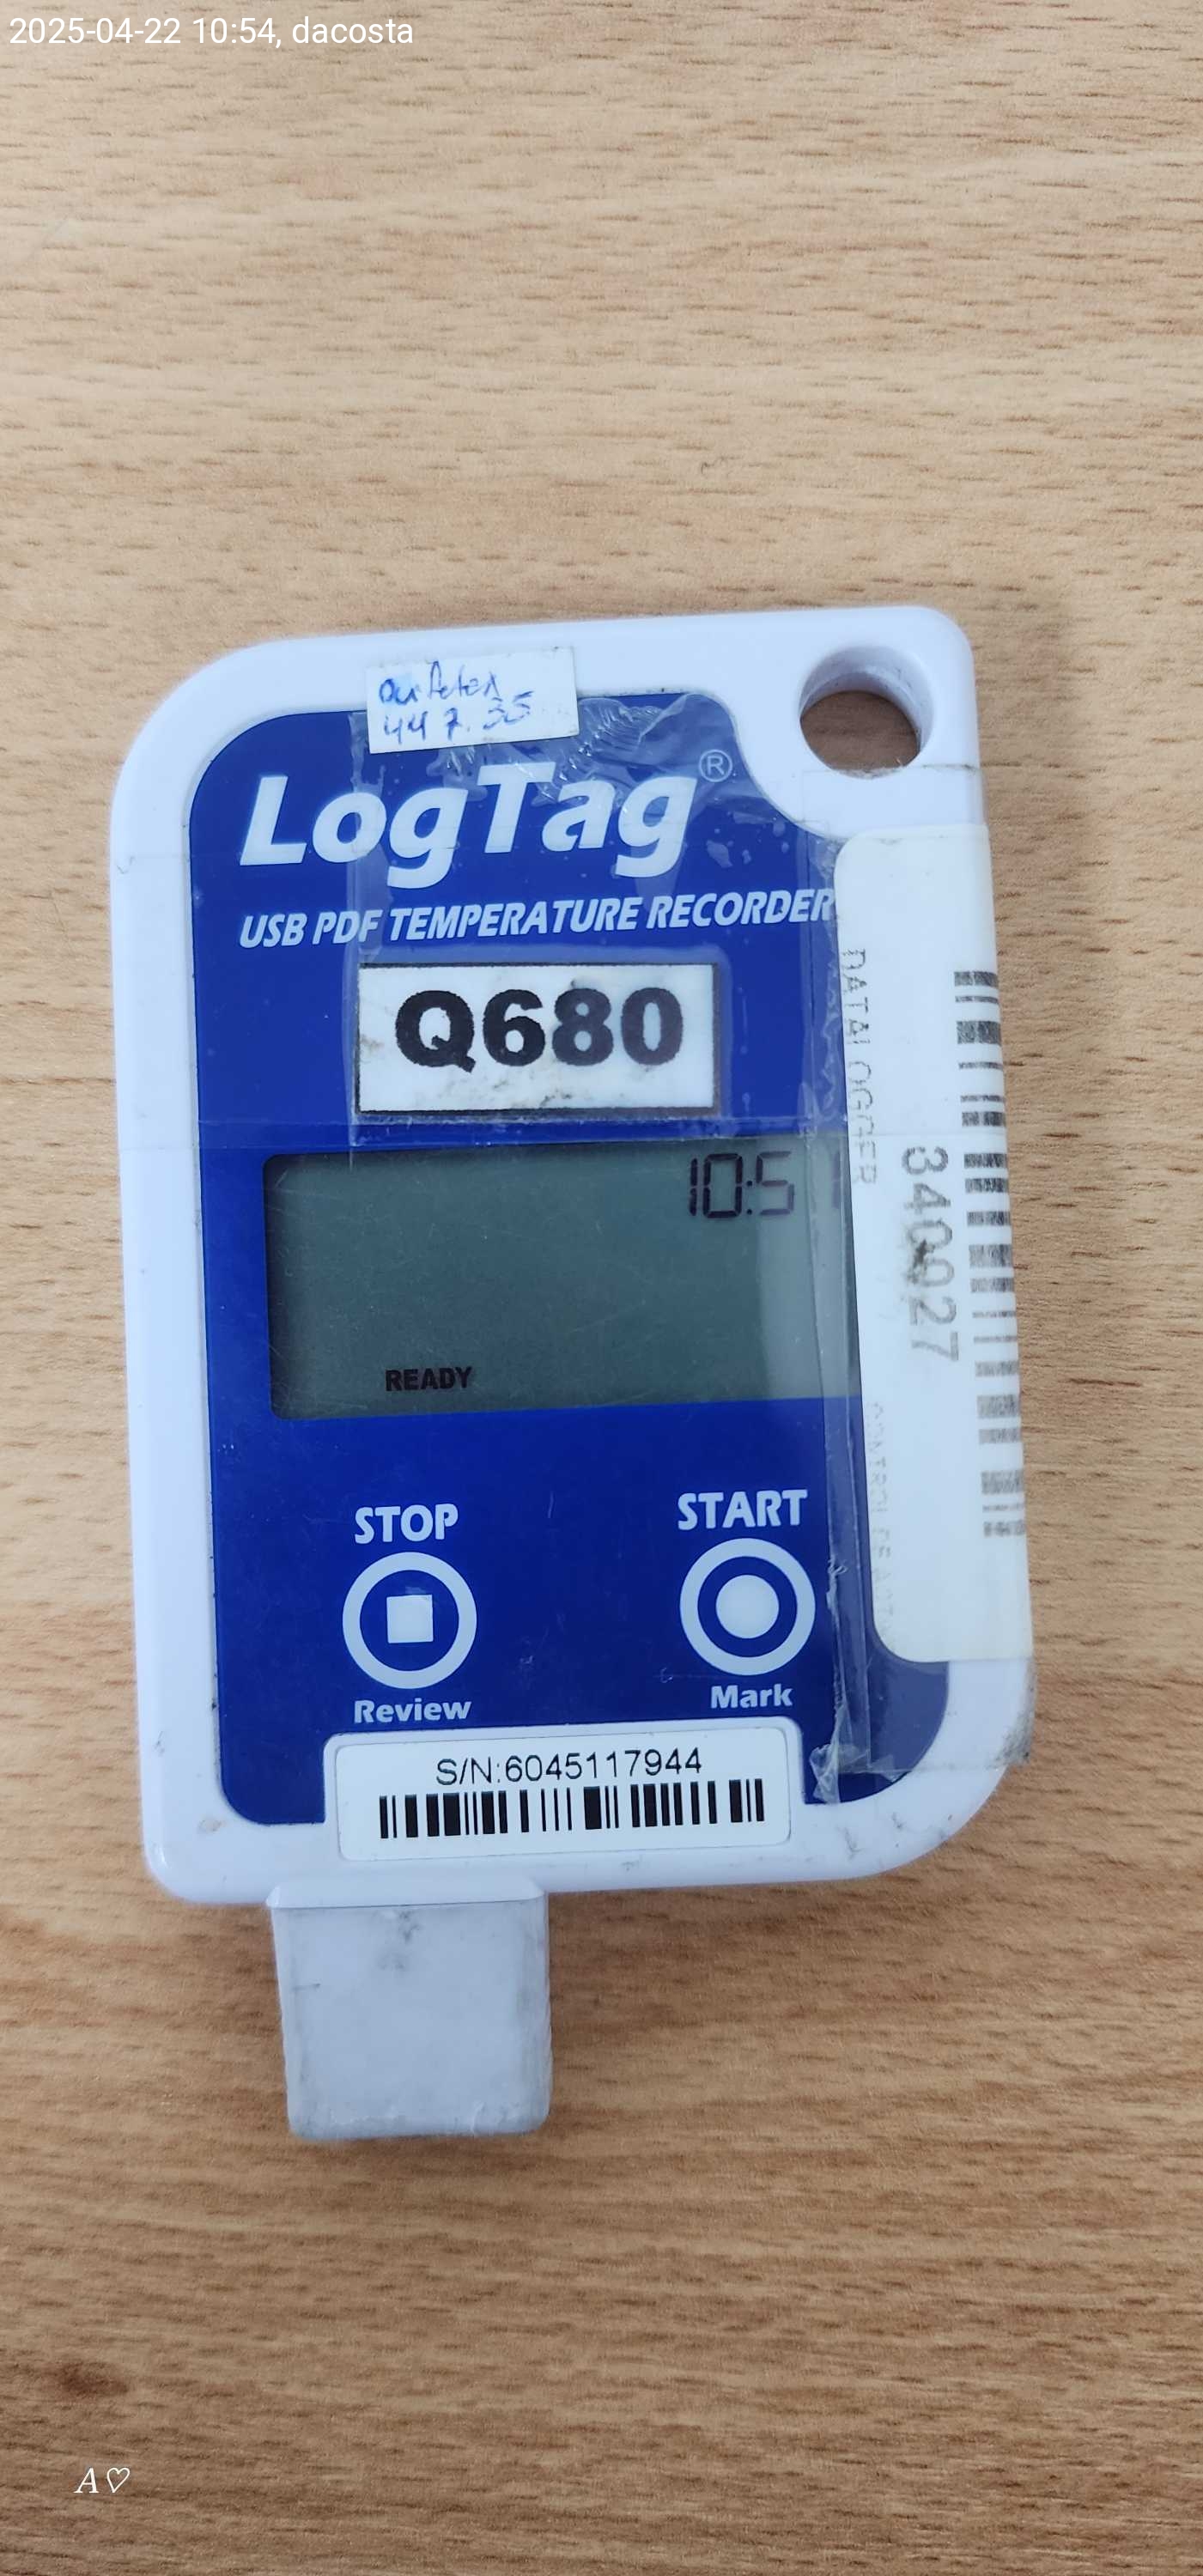 2025-04-22 10:54, dacosta
447.35
LogTag®
USB PDF TEMPERATURE RECORDER
Q680
DATALOGGER
340027
10:51
READY
STOP
START
Review
Mark
S/N:6045117944
A♡